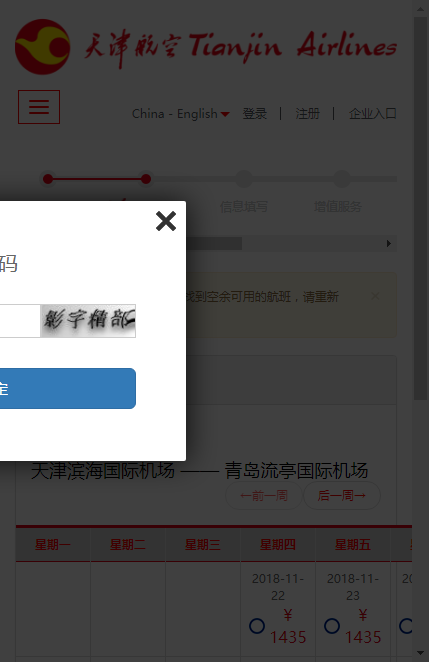 天津航空 Tianjin Airlines
China - English 登录 注册 企业入口
信息填写 增值服务
码
找到空余可用的航班，请重新
定
天津滨海国际机场 —— 青岛流亭国际机场
←前一周 后一周→
星期一 星期二 星期三 星期四 星期五
2018-11-22 2018-11-23
¥ 1435 ¥ 1435